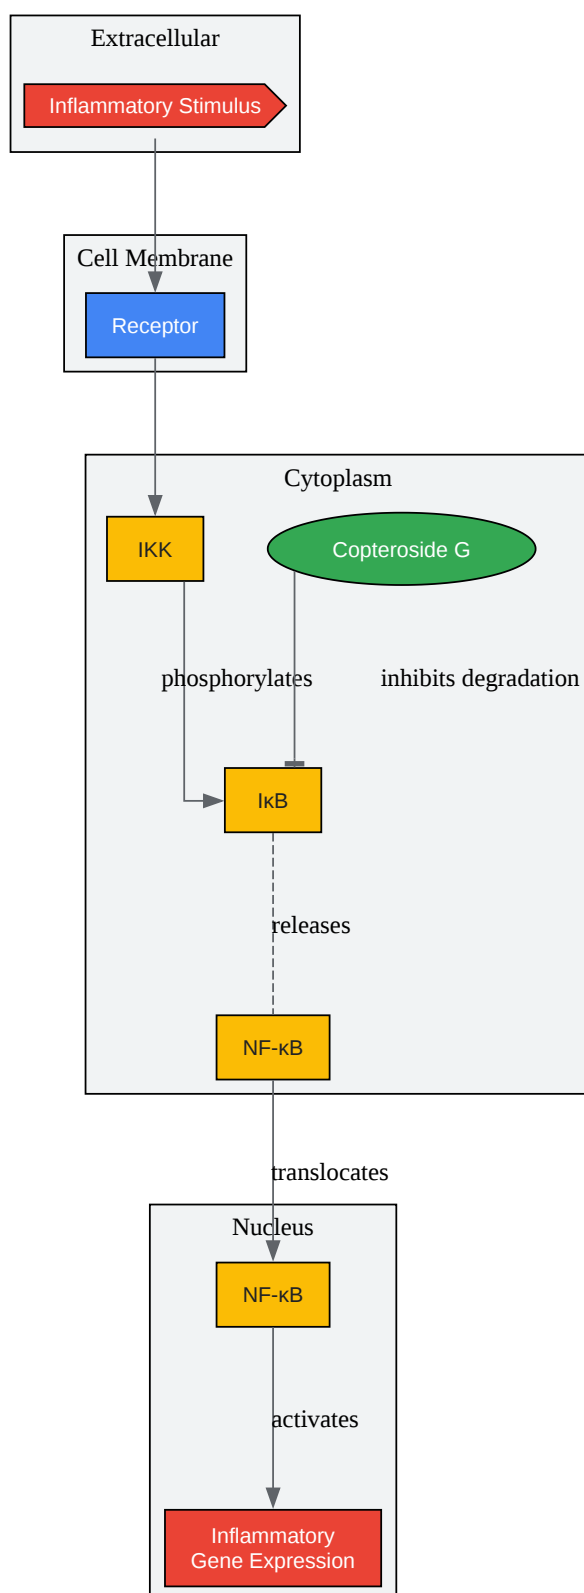 Extracellular
Inflammatory Stimulus
Cell Membrane
Receptor
Cytoplasm
IKK
Copteroside G
phosphorylates
inhibits degradation
IκB
releases
NF-κB
translocates
Nucleus
NF-κB
activates
Inflammatory
Gene Expression